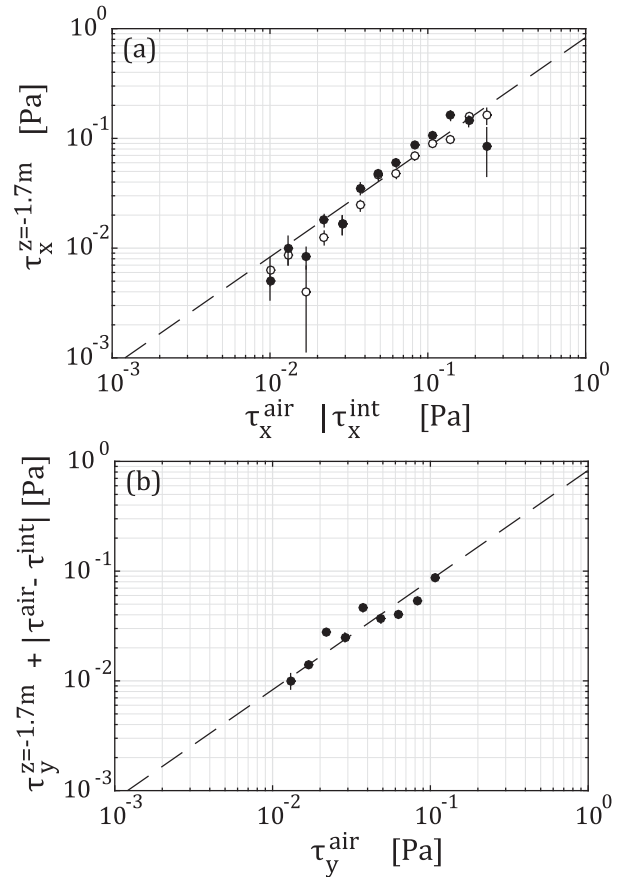 (a)
10^0
10^-1
10^-2
10^-3
τ_x^{z=-1.7m} [Pa]
10^-3 10^-2 10^-1 10^0
τ_x^{air} | τ_x^{int} [Pa]
(b)
10^0
10^-1
10^-2
10^-3
τ_y^{z=-1.7m} + |τ^{air}- τ^{int}| [Pa]
10^-3 10^-2 10^-1 10^0
τ_y^{air} [Pa]